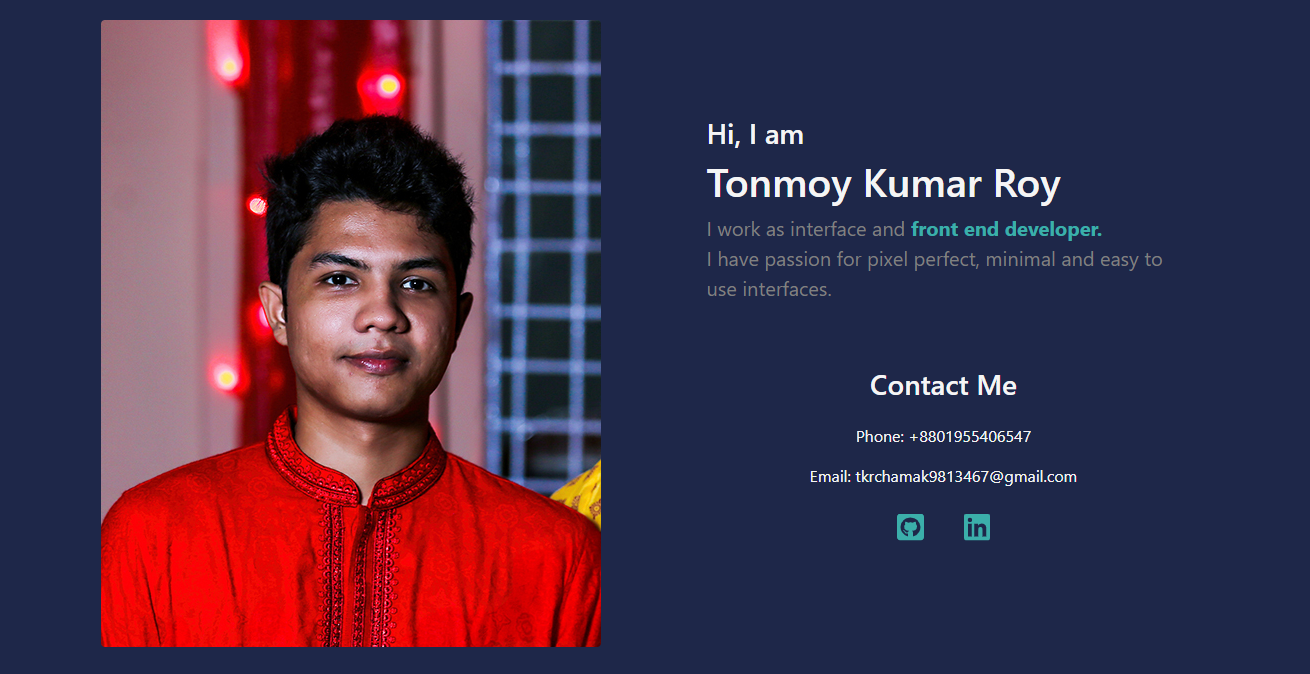 Hi, I am
Tonmoy Kumar Roy
I work as interface and front end developer.
I have passion for pixel perfect, minimal and easy to
use interfaces.
Contact Me
Phone: +8801955406547
Email: tkrchamak9813467@gmail.com
in